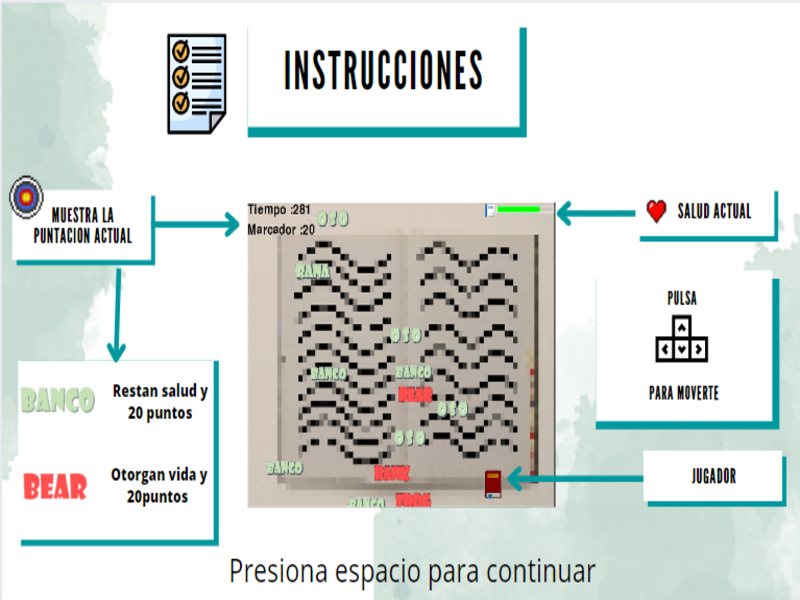 INSTRUCCIONES
MUESTRA LA
PUNTACION ACTUAL
Tiempo :281
Marcador :20
OSO
SALUD ACTUAL
RANA
OSO
BANCO
BANCO
BEAR
OSO
OSO
BANCO
BANK
BANCO
FROG
PULSA
PARA MOVERTE
JUGADOR
BANCO
Restan salud y
20 puntos
BEAR
Otorgan vida y
20puntos
Presiona espacio para continuar